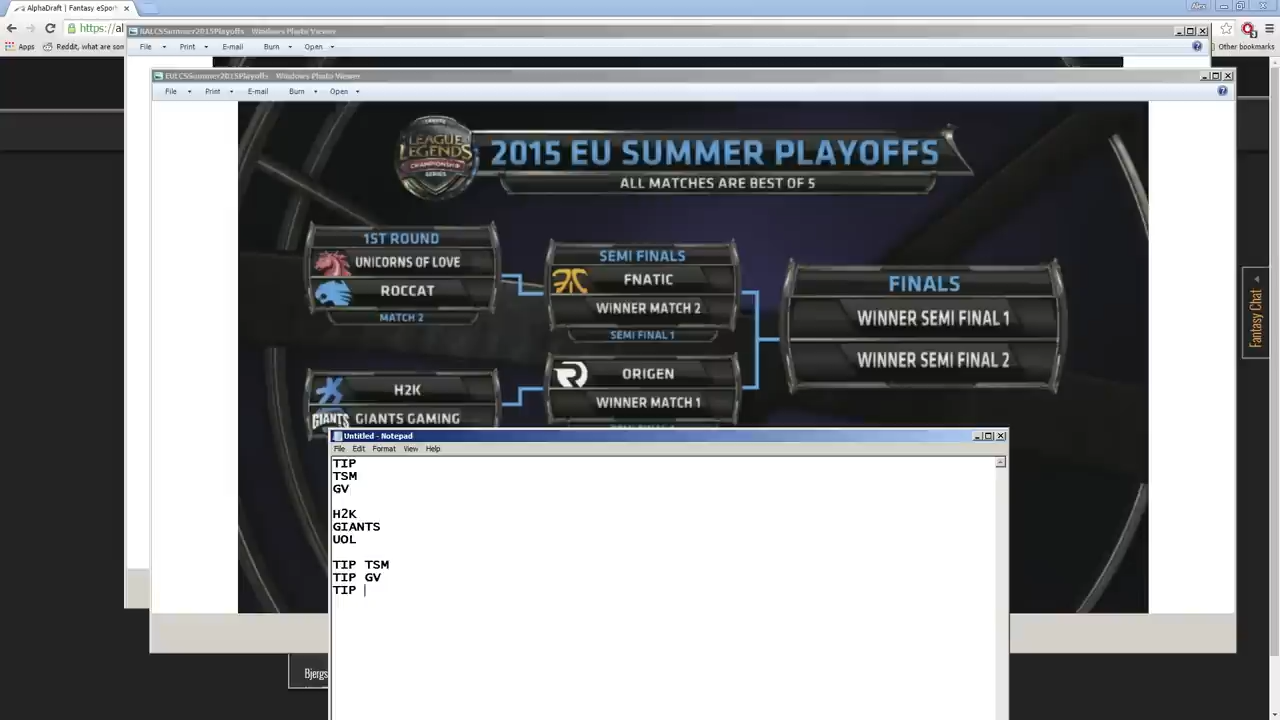 AlphaDraft | Fantasy eSport
Alex
https://al
Apps
Reddit, what are som
Other bookmarks
NALCSSummer2015Playoffs - Windows Photo Viewer
File Print E-mail Burn Open
EULCSSummer2015Playoffs - Windows Photo Viewer
File Print E-mail Burn Open
LEAGUE
LEGENDS
CHAMPIONSHIP
SERIES
2015 EU SUMMER PLAYOFFS
ALL MATCHES ARE BEST OF 5
1ST ROUND
UNICORNS OF LOVE
ROCCAT
MATCH 2
H2K
GIANTS
GIANTS GAMING
SEMI FINALS
FNATIC
WINNER MATCH 2
SEMI FINAL 1
ORIGEN
WINNER MATCH 1
FINALS
WINNER SEMI FINAL 1
WINNER SEMI FINAL 2
Fantasy Chat
Untitled - Notepad
File Edit Format View Help
TIP
TSM
GV
H2K
GIANTS
UOL
TIP TSM
TIP GV
TIP
Bjergs